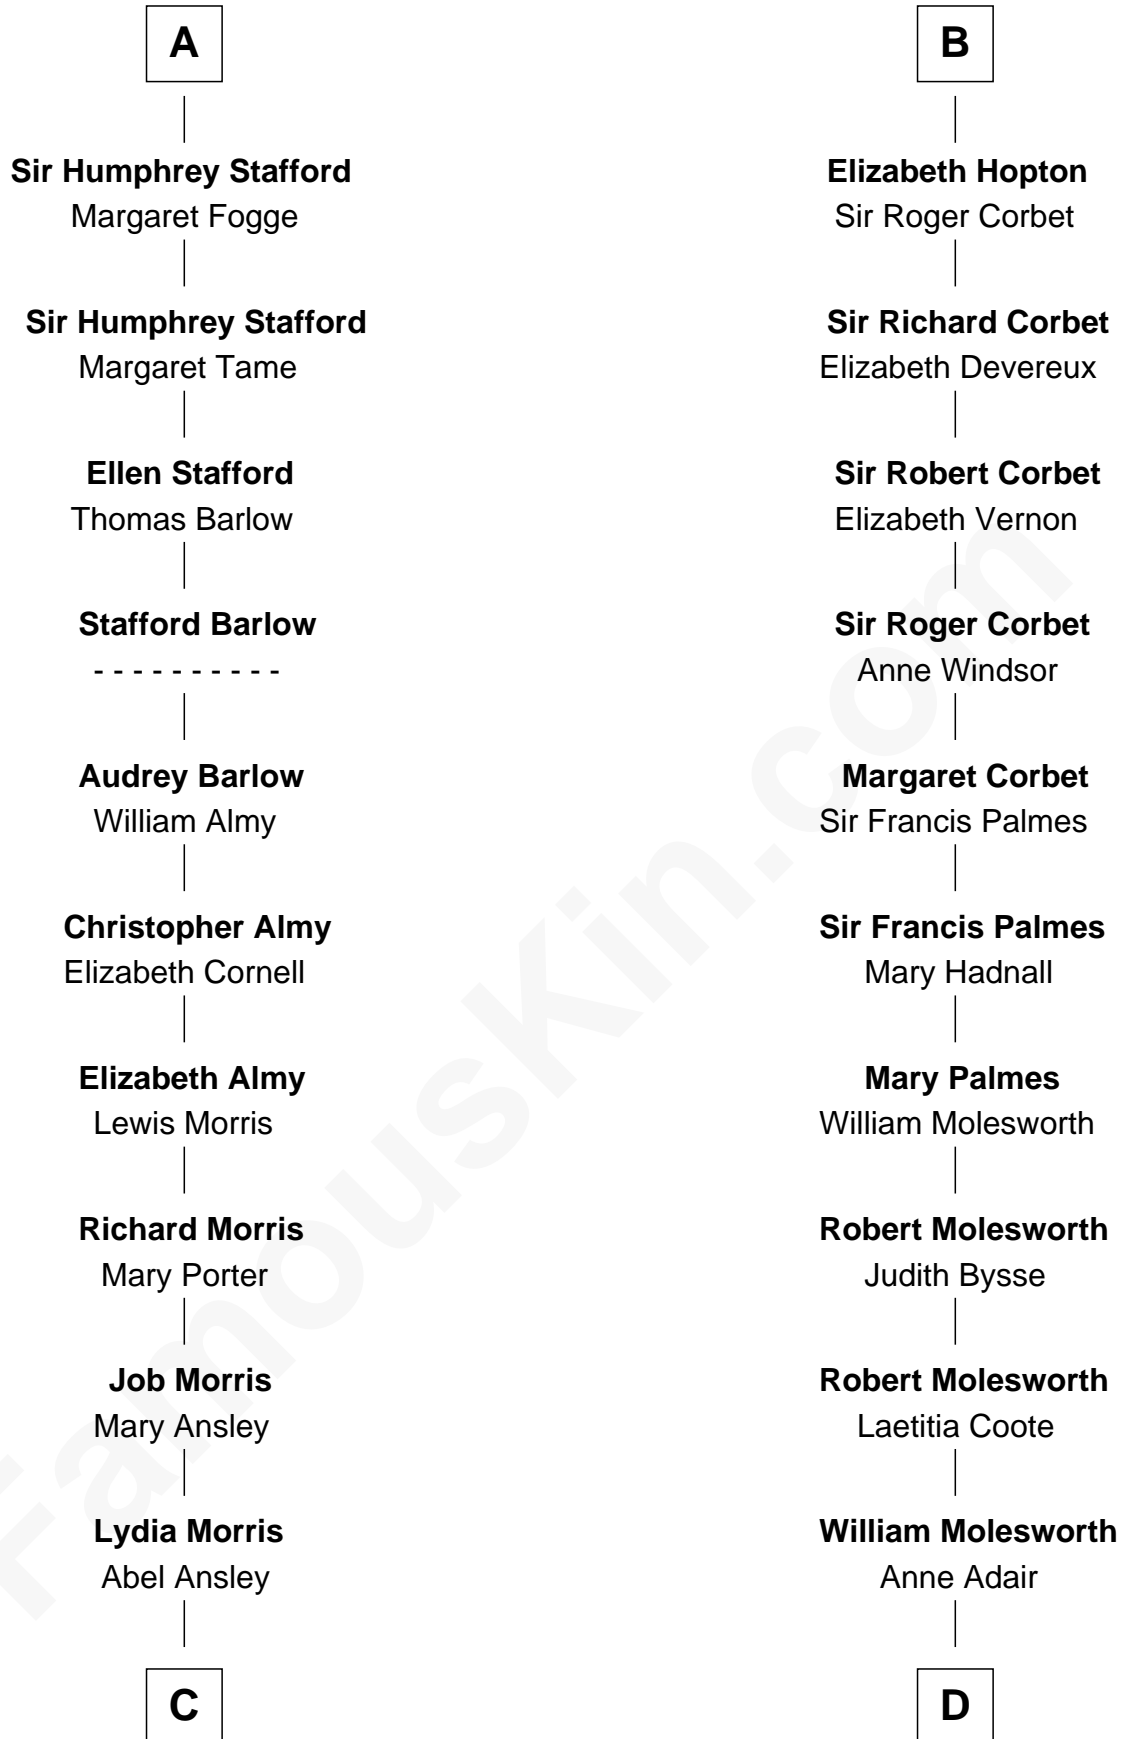 A
Sir Humphrey Stafford
Margaret Fogge
Sir Humphrey Stafford
Margaret Tame
Ellen Stafford
Thomas Barlow
Stafford Barlow
- - - - - - - - - -
Audrey Barlow
William Almy
Christopher Almy
Elizabeth Cornell
Elizabeth Almy
Lewis Morris
Richard Morris
Mary Porter
Job Morris
Mary Ansley
Lydia Morris
Abel Ansley
C
B
Elizabeth Hopton
Sir Roger Corbet
Sir Richard Corbet
Elizabeth Devereux
Sir Robert Corbet
Elizabeth Vernon
Sir Roger Corbet
Anne Windsor
Margaret Corbet
Sir Francis Palmes
Sir Francis Palmes
Mary Hadnall
Mary Palmes
William Molesworth
Robert Molesworth
Judith Bysse
Robert Molesworth
Laetitia Coote
William Molesworth
Anne Adair
D
FamousKin.com